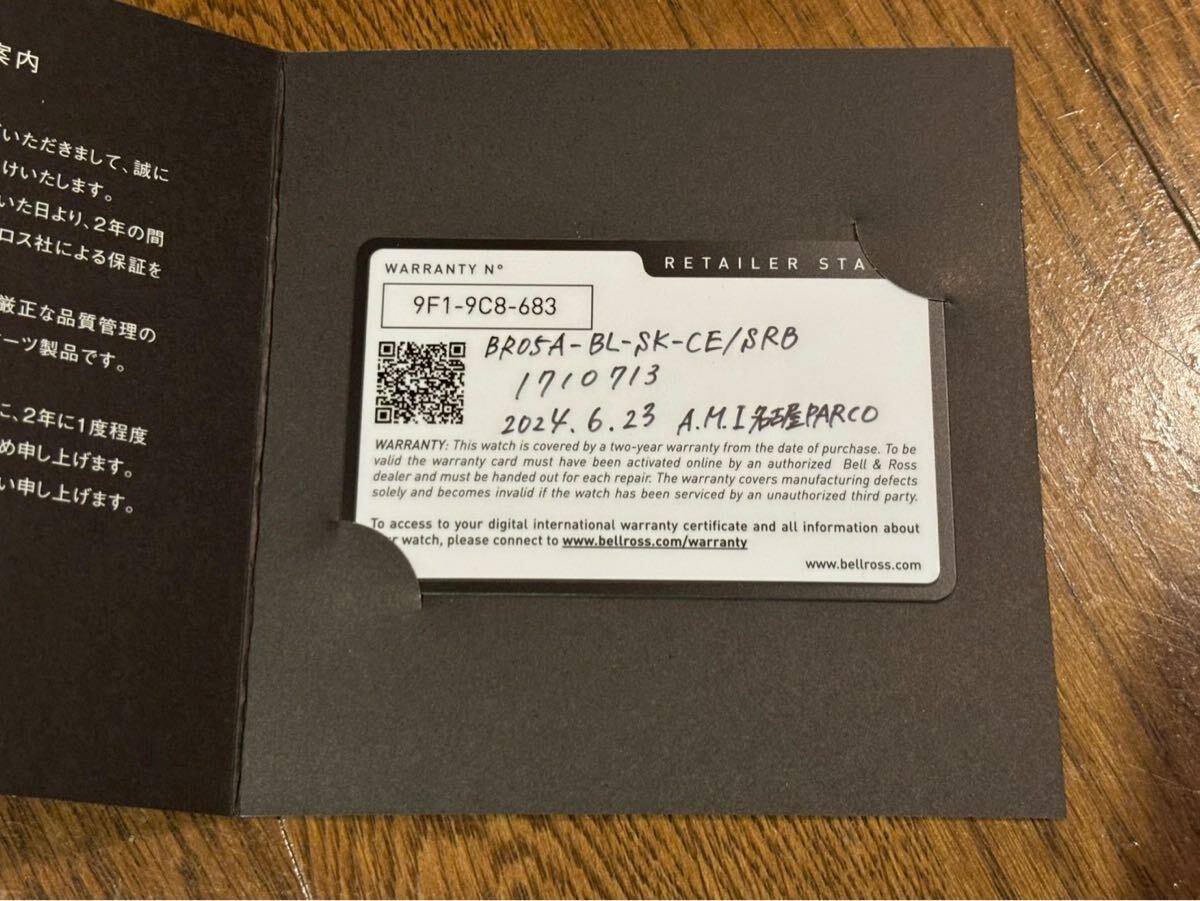 案内
いただきまして、誠に
けいたします。
いた日より、2年の間
ロス社による保証を
厳正な品質管理の
ーツ製品です。
に、2年に1度程度
め申し上げます。
い申し上げます。
WARRANTY N°
RETAILER STA
9F1-9C8-683
BR05A-BL-SK-CE/SRB
1710713
2024.6.23 A.M.I名古屋PARCO
WARRANTY: This watch is covered by a two-year warranty from the date of purchase. To be
valid the warranty card must have been activated online by an authorized Bell & Ross
dealer and must be handed out for each repair. The warranty covers manufacturing defects
solely and becomes invalid if the watch has been serviced by an unauthorized third party.
To access to your digital international warranty certificate and all information about
r watch, please connect to www.bellross.com/warranty
www.bellross.com